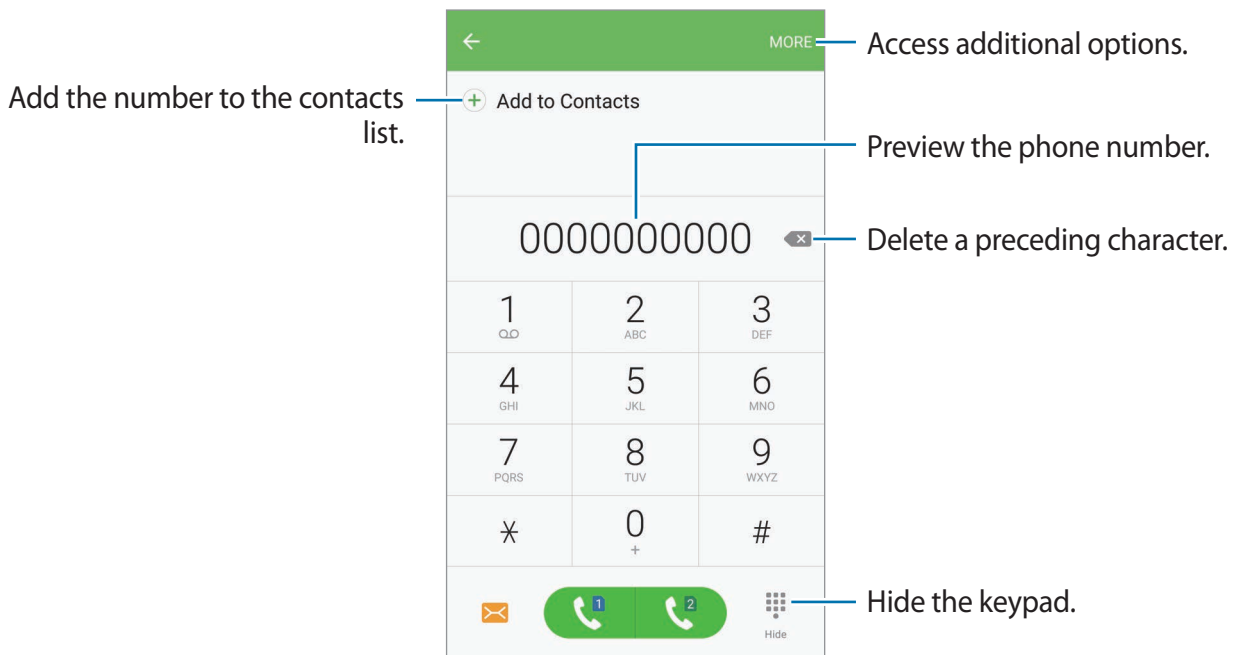 MORE
Access additional options.
Add the number to the contacts
list.
Add to Contacts
Preview the phone number.
0000000000
Delete a preceding character.
1 2 3
ABC DEF
4 5 6
GHI JKL MNO
7 8 9
PQRS TUV WXYZ
* 0 #
+
1 2
Hide the keypad.
Hide